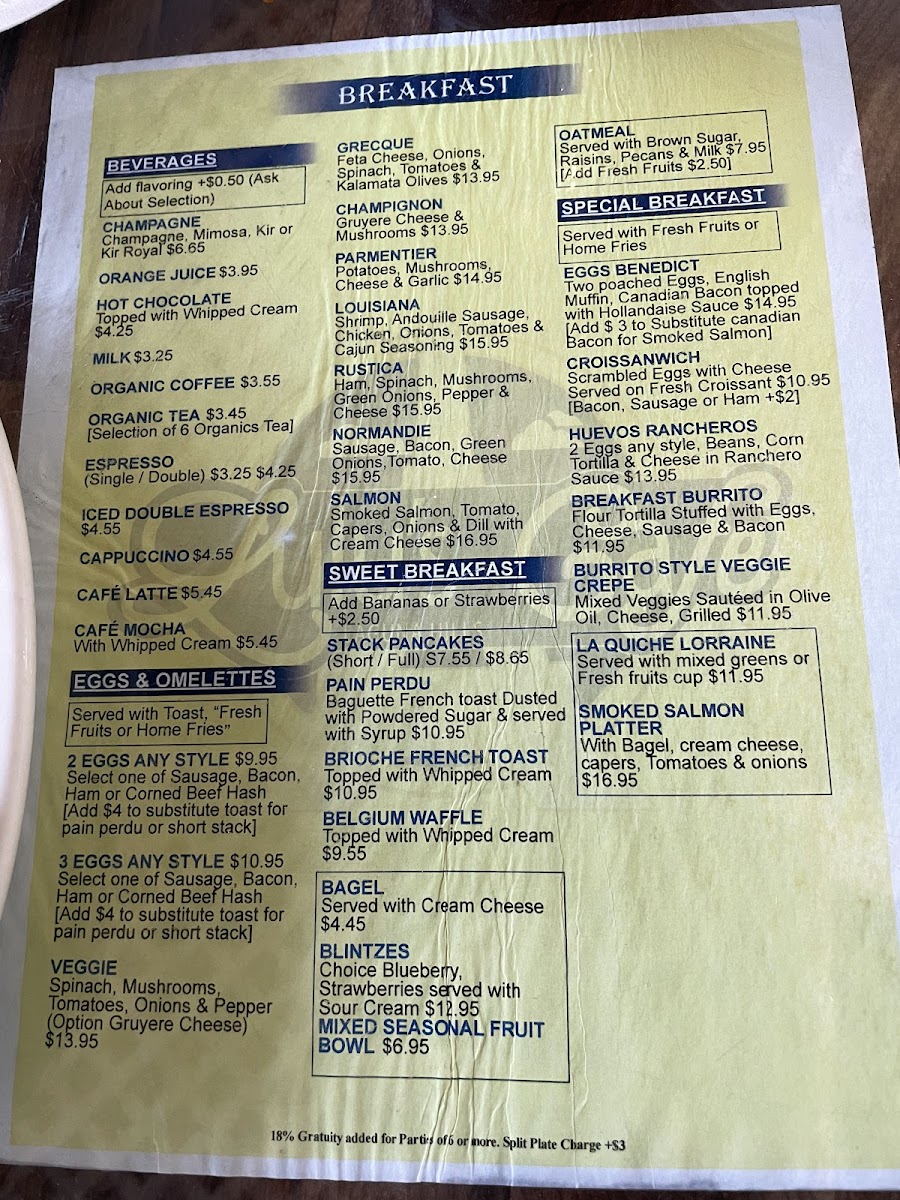 BREAKFAST
BEVERAGES
Add flavoring +$0.50 (Ask
About Selection)
CHAMPAGNE
Champagne, Mimosa, Kir or
Kir Royal $6.65
ORANGE JUICE $3.95
HOT CHOCOLATE
Topped with Whipped Cream
$4.25
MILK $3.25
ORGANIC COFFEE $3.55
ORGANIC TEA $3.45
[Selection of 6 Organics Tea]
ESPRESSO
(Single / Double) $3.25 $4.25
ICED DOUBLE ESPRESSO
$4.55
CAPPUCCINO $4.55
CAFÉ LATTE $5.45
CAFÉ MOCHA
With Whipped Cream $5.45
EGGS & OMELETTES
Served with Toast, "Fresh
Fruits or Home Fries"
2 EGGS ANY STYLE $9.95
Select one of Sausage, Bacon,
Ham or Corned Beef Hash
[Add $4 to substitute toast for
pain perdu or short stack]
3 EGGS ANY STYLE $10.95
Select one of Sausage, Bacon,
Ham or Corned Beef Hash
[Add $4 to substitute toast for
pain perdu or short stack]
VEGGIE
Spinach, Mushrooms,
Tomatoes, Onions & Pepper
(Option Gruyere Cheese)
$13.95
GRECQUE
Feta Cheese, Onions,
Spinach, Tomatoes &
Kalamata Olives $13.95
CHAMPIGNON
Gruyere Cheese &
Mushrooms $13.95
PARMENTIER
Potatoes, Mushrooms,
Cheese & Garlic $14.95
LOUISIANA
Shrimp, Andouille Sausage,
Chicken, Onions, Tomatoes &
Cajun Seasoning $15.95
RUSTICA
Ham, Spinach, Mushrooms,
Green Onions, Pepper &
Cheese $15.95
NORMANDIE
Sausage, Bacon, Green
Onions,Tomato, Cheese
$15.95
SALMON
Smoked Salmon, Tomato,
Capers, Onions & Dill with
Cream Cheese $16.95
SWEET BREAKFAST
Add Bananas or Strawberries
+$2.50
STACK PANCAKES
(Short / Full) S7.55 / $8.65
PAIN PERDU
Baguette French toast Dusted
with Powdered Sugar & served
with Syrup $10.95
BRIOCHE FRENCH TOAST
Topped with Whipped Cream
$10.95
BELGIUM WAFFLE
Topped with Whipped Cream
$9.55
BAGEL
Served with Cream Cheese
$4.45
BLINTZES
Choice Blueberry,
Strawberries served with
Sour Cream $12.95
MIXED SEASONAL FRUIT
BOWL $6.95
OATMEAL
Served with Brown Sugar,
Raisins, Pecans & Milk $7.95
[Add Fresh Fruits $2.50]
SPECIAL BREAKFAST
Served with Fresh Fruits or
Home Fries
EGGS BENEDICT
Two poached Eggs, English
Muffin, Canadian Bacon topped
with Hollandaise Sauce $14.95
[Add $ 3 to Substitute canadian
Bacon for Smoked Salmon]
CROISSANWICH
Scrambled Eggs with Cheese
Served on Fresh Croissant $10.95
[Bacon, Sausage or Ham +$2]
HUEVOS RANCHEROS
2 Eggs any style, Beans, Corn
Tortilla & Cheese in Ranchero
Sauce $13.95
BREAKFAST BURRITO
Flour Tortilla Stuffed with Eggs,
Cheese, Sausage & Bacon
$11.95
BURRITO STYLE VEGGIE
CREPE
Mixed Veggies Sautéed in Olive
Oil, Cheese, Grilled $11.95
LA QUICHE LORRAINE
Served with mixed greens or
Fresh fruits cup $11.95
SMOKED SALMON
PLATTER
With Bagel, cream cheese,
capers, Tomatoes & onions
$16.95
18% Gratuity added for Parties of 6 or more. Split Plate Charge +$3